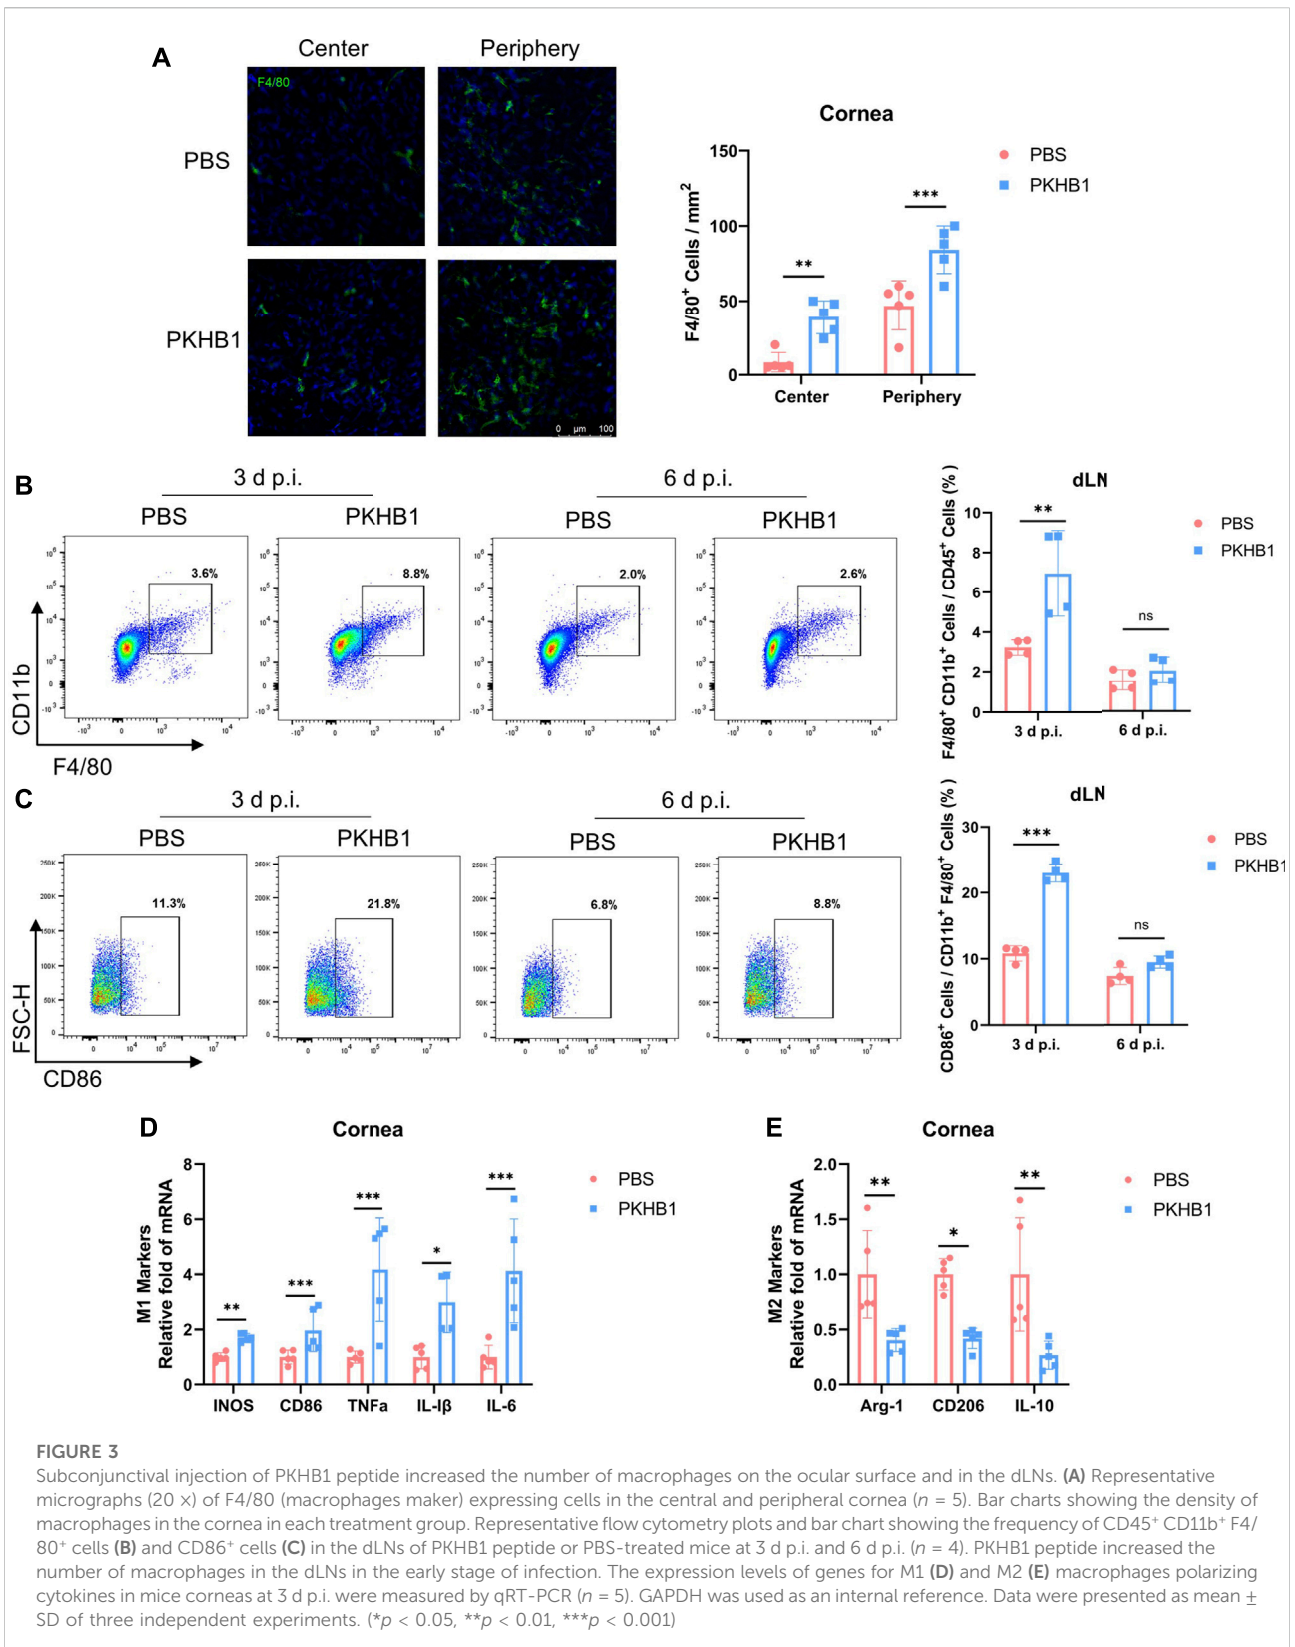 A
Center
Periphery
F4/80
PBS
PKHB1
0 µm 100
Cornea
F4/80⁺ Cells / mm²
150
100
50
0
**
***
Center
Periphery
PBS
PKHB1
B
3 d p.i.
6 d p.i.
PBS
PKHB1
PBS
PKHB1
3.6%
8.8%
2.0%
2.6%
CD11b
F4/80
dLN
F4/80⁺ CD11b⁺ Cells / CD45⁺ Cells (%)
10
8
6
4
2
0
**
ns
3 d p.i.
6 d p.i.
PBS
PKHB1
C
3 d p.i.
6 d p.i.
PBS
PKHB1
PBS
PKHB1
11.3%
21.8%
6.8%
8.8%
FSC-H
CD86
dLN
CD86⁺ Cells / CD11b⁺ F4/80⁺ Cells (%)
30
20
10
0
***
ns
3 d p.i.
6 d p.i.
PBS
PKHB1
D
Cornea
M1 Markers
Relative fold of mRNA
8
6
4
2
0
**
***
***
*
***
INOS
CD86
TNFa
IL-Iβ
IL-6
PBS
PKHB1
E
Cornea
M2 Markers
Relative fold of mRNA
2.0
1.5
1.0
0.5
0.0
**
*
**
Arg-1
CD206
IL-10
PBS
PKHB1
FIGURE 3
Subconjunctival injection of PKHB1 peptide increased the number of macrophages on the ocular surface and in the dLNs. (A) Representative
micrographs (20 ×) of F4/80 (macrophages maker) expressing cells in the central and peripheral cornea (n = 5). Bar charts showing the density of
macrophages in the cornea in each treatment group. Representative flow cytometry plots and bar chart showing the frequency of CD45⁺ CD11b⁺ F4/
80⁺ cells (B) and CD86⁺ cells (C) in the dLNs of PKHB1 peptide or PBS-treated mice at 3 d p.i. and 6 d p.i. (n = 4). PKHB1 peptide increased the
number of macrophages in the dLNs in the early stage of infection. The expression levels of genes for M1 (D) and M2 (E) macrophages polarizing
cytokines in mice corneas at 3 d p.i. were measured by qRT-PCR (n = 5). GAPDH was used as an internal reference. Data were presented as mean ±
SD of three independent experiments. (*p < 0.05, **p < 0.01, ***p < 0.001)